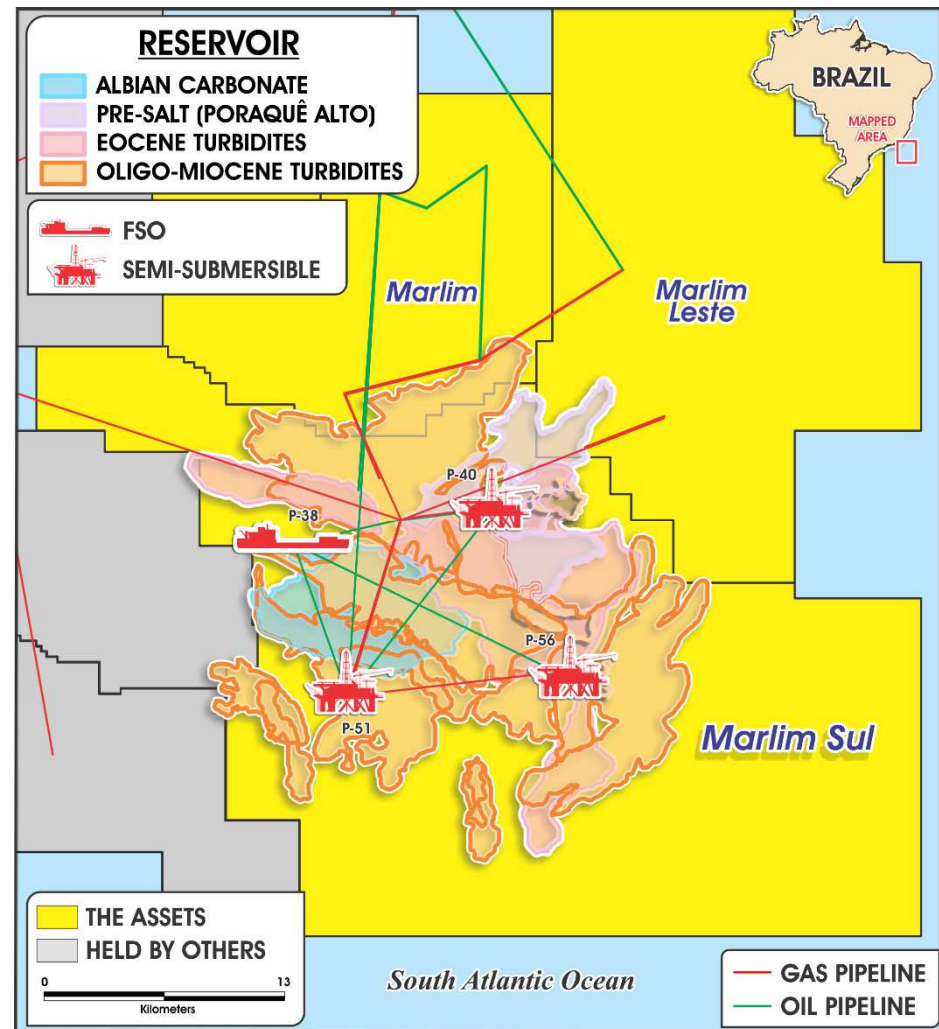 RESERVOIR
ALBIAN CARBONATE
PRE-SALT (PORAQUÊ ALTO)
EOCENE TURBIDITES
OLIGO-MIOCENE TURBIDITES
FSO
SEMI-SUBMERSIBLE
BRAZIL
MAPPED
AREA
Marlim
Marlim
Leste
P-40
P-38
P-56
P-51
Marlim Sul
THE ASSETS
HELD BY OTHERS
0 13
Kilometers
South Atlantic Ocean
GAS PIPELINE
OIL PIPELINE